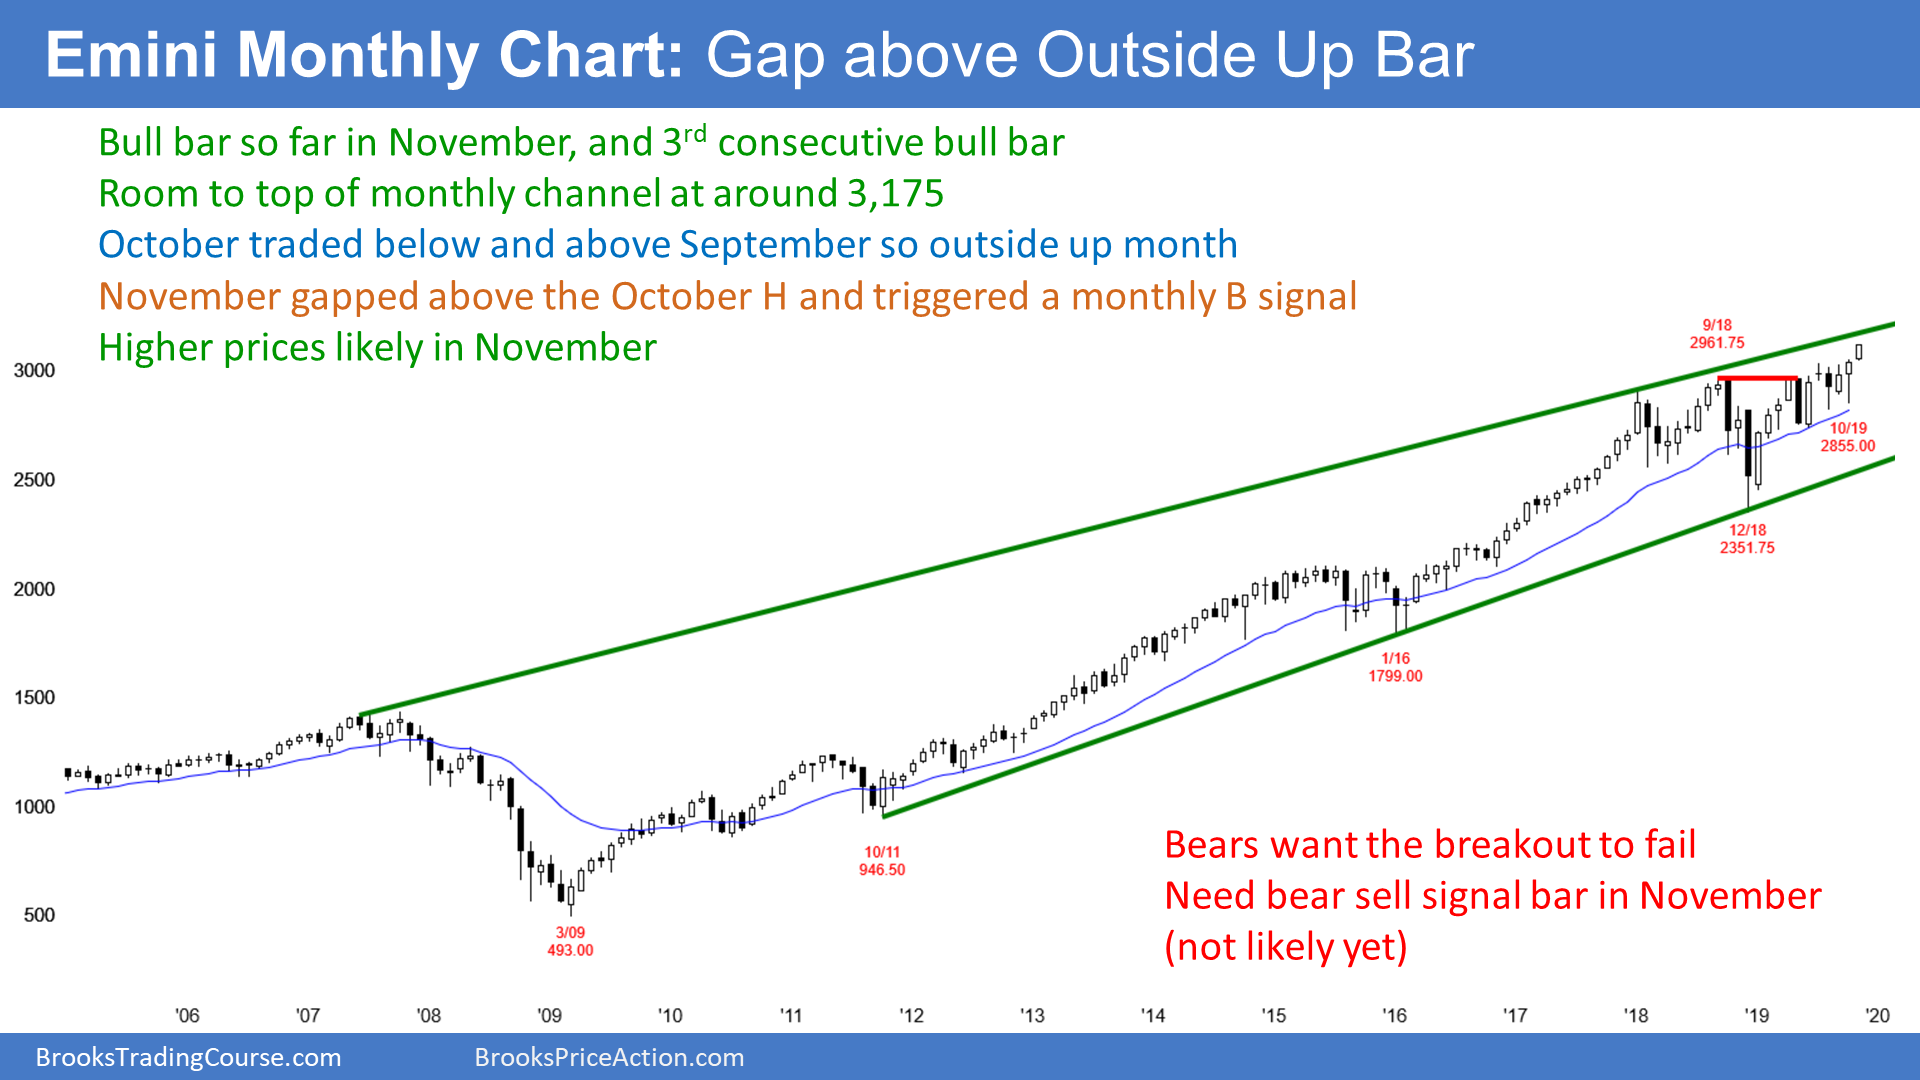 Emini Monthly Chart: Gap above Outside Up Bar
Bull bar so far in November, and 3rd consecutive bull bar
Room to top of monthly channel at around 3,175
October traded below and above September so outside up month
November gapped above the October H and triggered a monthly B signal
Higher prices likely in November
9/18
2961.75
3000
10/19
2855.00
2500
12/18
2351.75
2000
1/16
1799.00
1500
1000
10/11
946.50
500
3/09
493.00
Bears want the breakout to fail
Need bear sell signal bar in November
(not likely yet)
'06 '07 '08 '09 '10 '11 '12 '13 '14 '15 '16 '17 '18 '19 '20
BrooksTradingCourse.com BrooksPriceAction.com